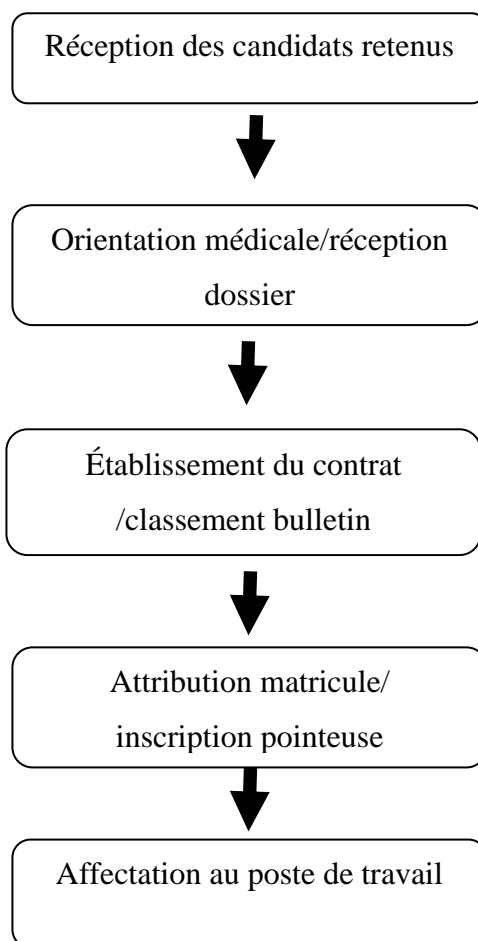 Réception des candidats retenus
Orientation médicale/réception
dossier
Établissement du contrat
/classement bulletin
Attribution matricule/
inscription pointeuse
Affectation au poste de travail